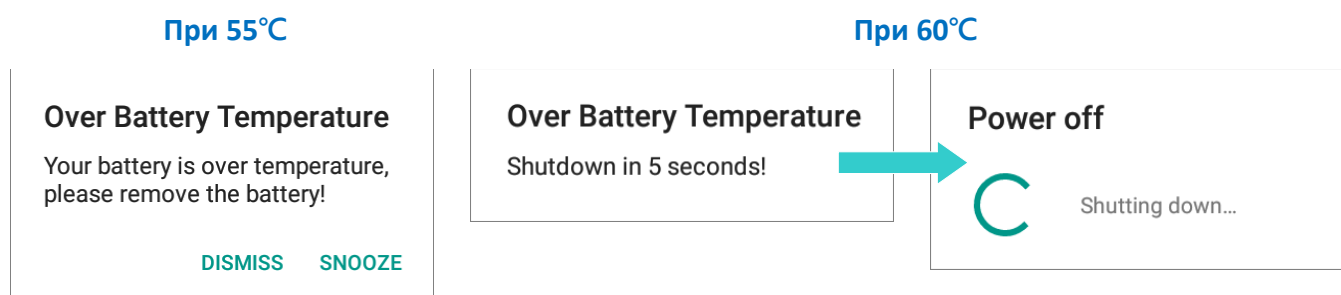 При 55℃
При 60℃
Over Battery Temperature
Your battery is over temperature,
please remove the battery!
DISMISS SNOOZE
Over Battery Temperature
Shutdown in 5 seconds!
Power off
Shutting down...